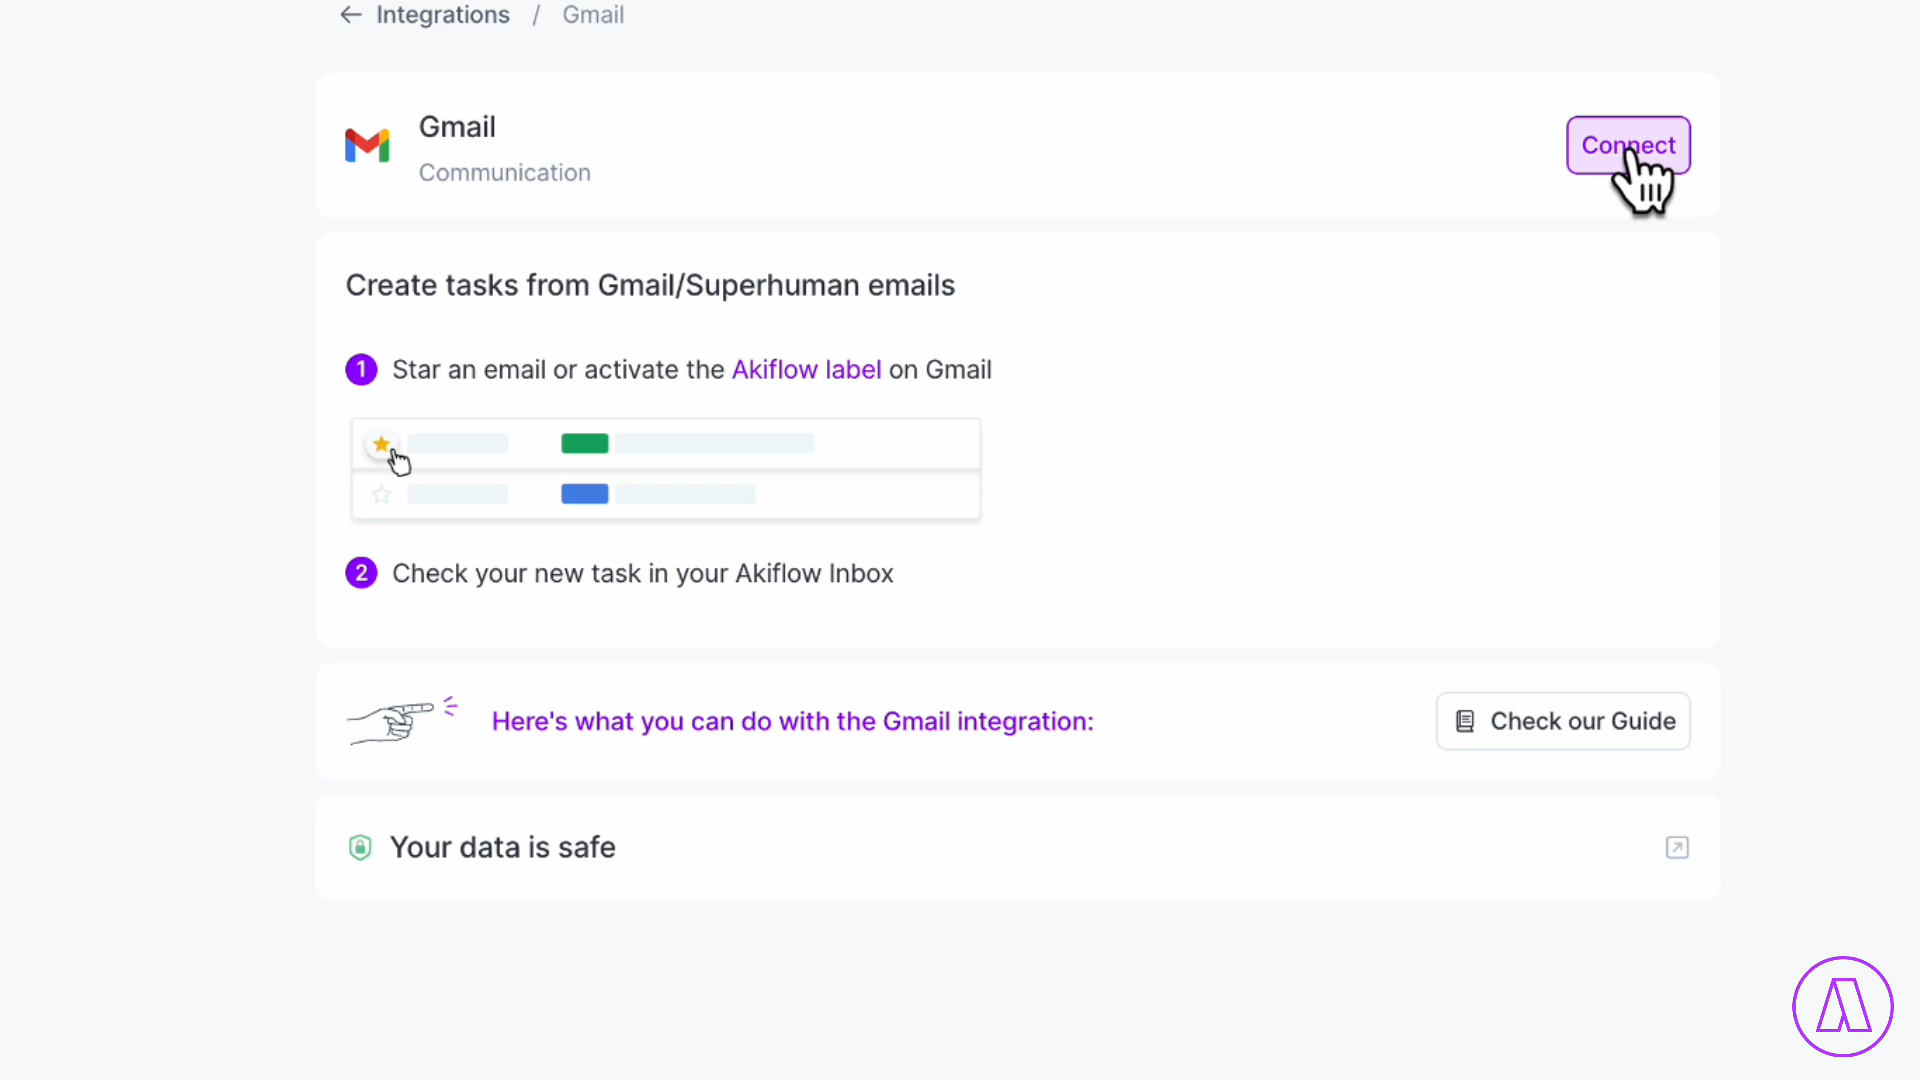 Integrations / Gmail
Gmail
Communication
Connect
Create tasks from Gmail/Superhuman emails
1 Star an email or activate the Akiflow label on Gmail
2 Check your new task in your Akiflow Inbox
Here's what you can do with the Gmail integration:
Check our Guide
Your data is safe